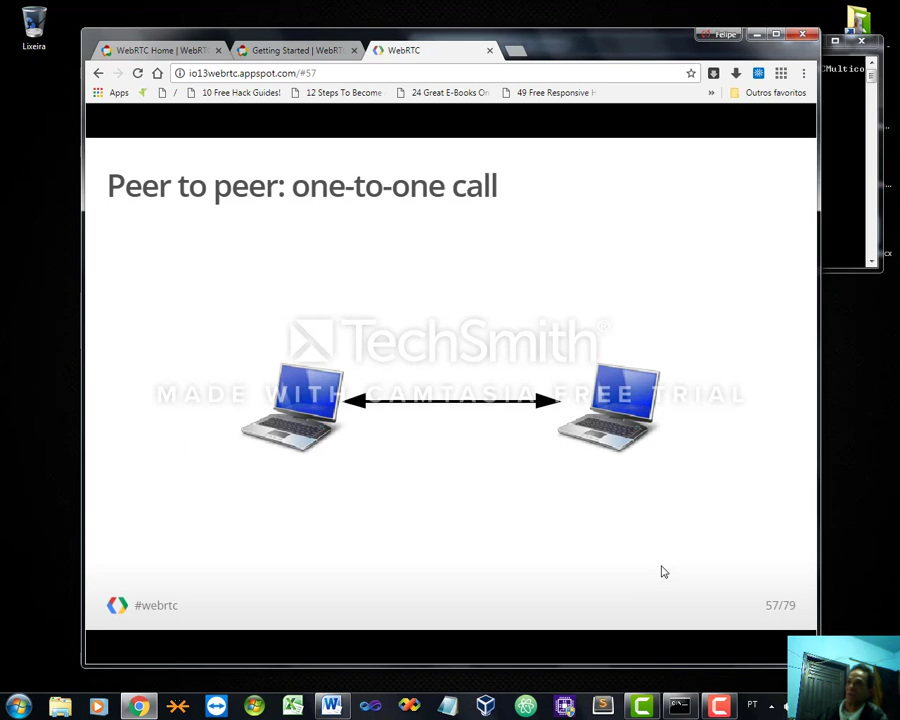 Lixeira
WebRTC Home | WebRTC
Getting Started | WebRTC
WebRTC
Felipe
io13webrtc.appspot.com/#57
Apps
/
10 Free Hack Guides!
12 Steps To Become
24 Great E-Books On
49 Free Responsive H
»
Outros favoritos
Multico
Peer to peer: one-to-one call
TechSmith®
MADE WITH CAMTASIA FREE TRIAL
#webrtc
57/79
cx
PT